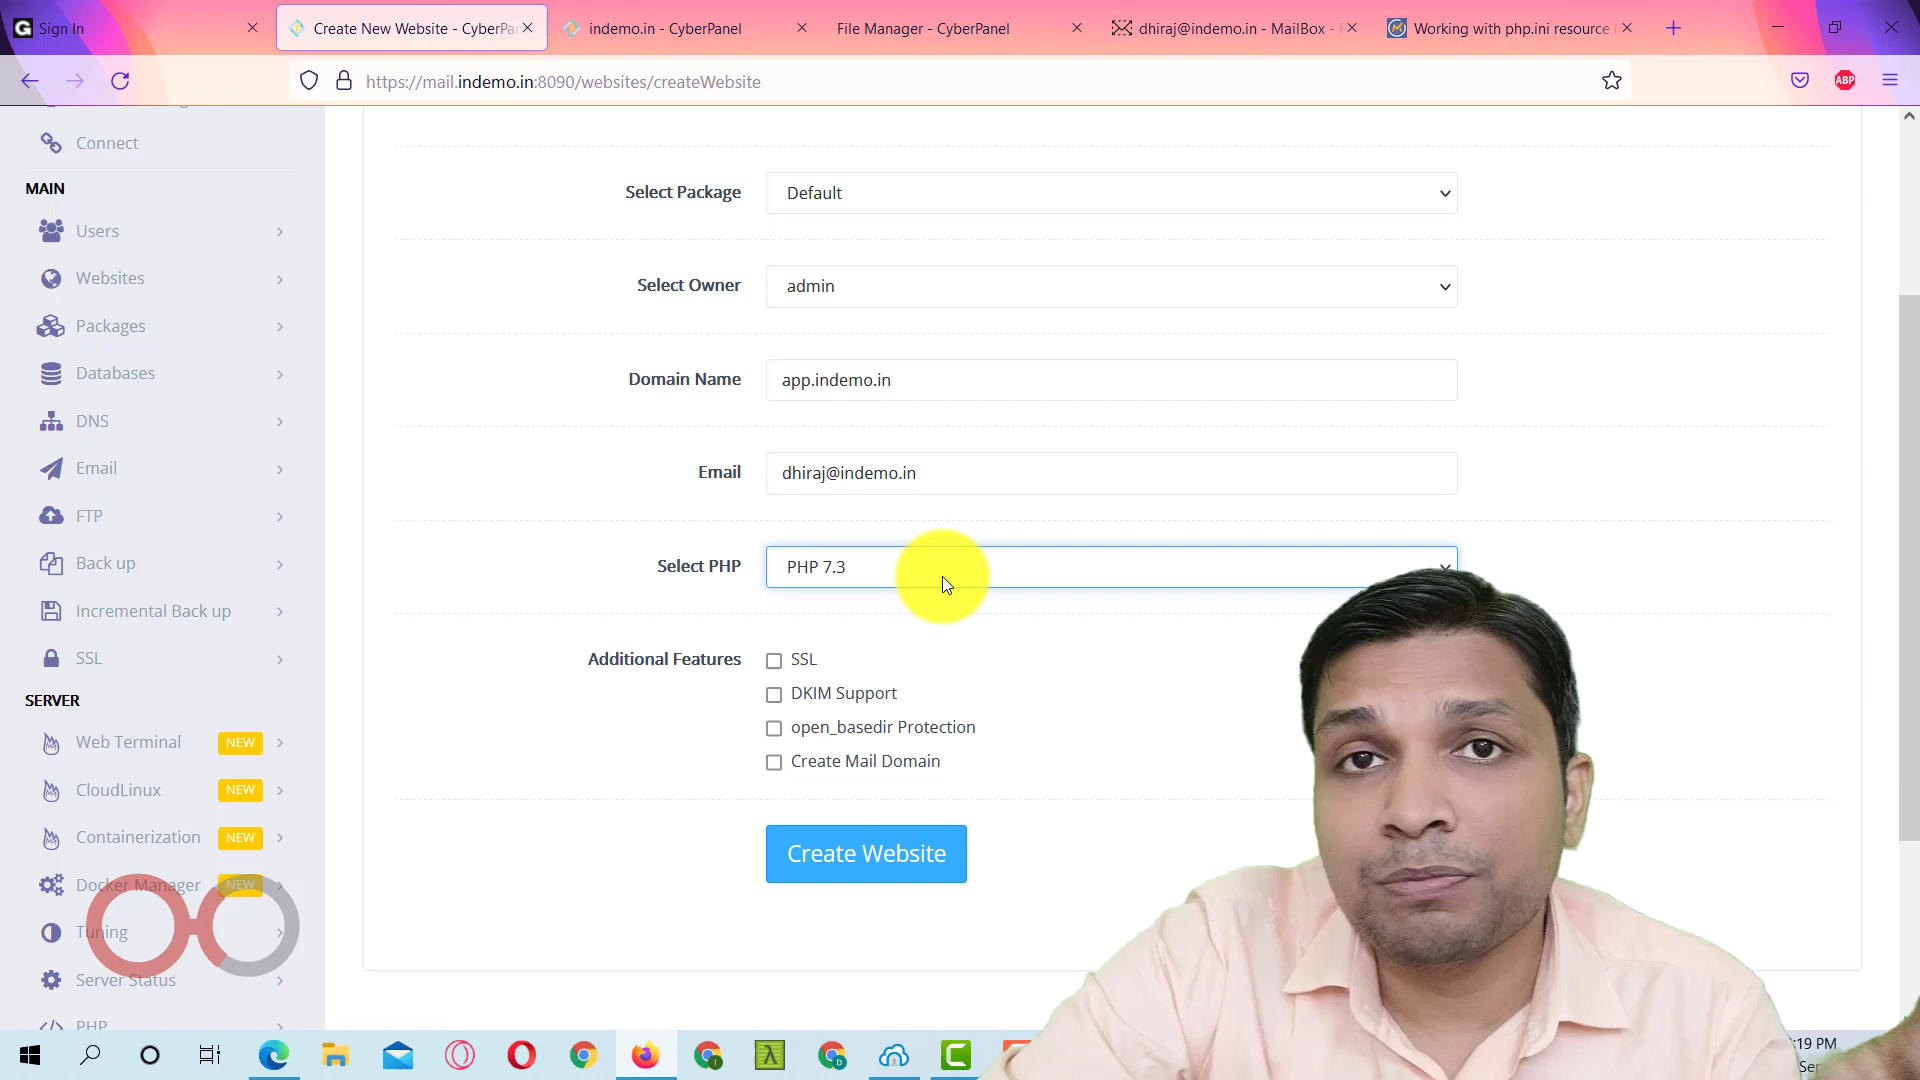 Sign In
Create New Website - CyberPa
indemo.in - CyberPanel
File Manager - CyberPanel
dhiraj@indemo.in - MailBox -
Working with php.ini resource
https://mail.indemo.in:8090/websites/createWebsite
ABP
Connect
MAIN
Users
Websites
Packages
Databases
DNS
Email
FTP
Back up
Incremental Back up
SSL
SERVER
Web Terminal NEW
CloudLinux NEW
Containerization NEW
Docker Manager NEW
Tuning
Server Status
PHP
Select Package Default
Select Owner admin
Domain Name app.indemo.in
Email dhiraj@indemo.in
Select PHP PHP 7.3
Additional Features SSL
DKIM Support
open_basedir Protection
Create Mail Domain
Create Website
:19 PM